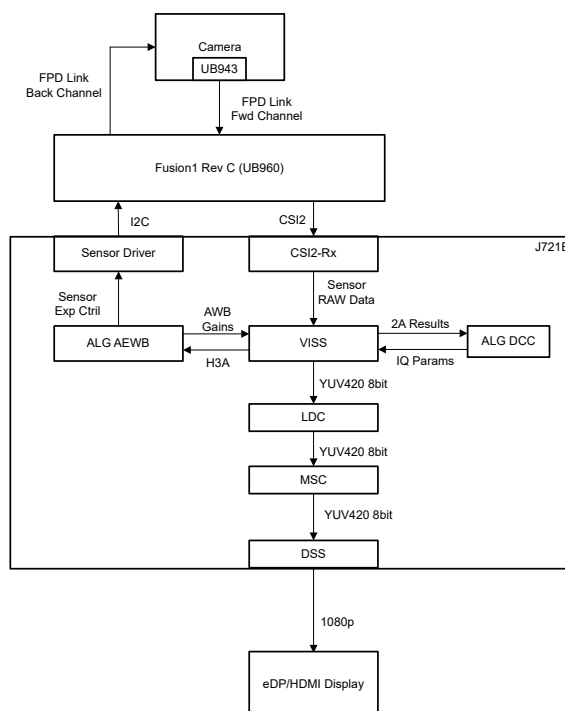 Camera
UB943
FPD Link
Back Channel
FPD Link
Fwd Channel
Fusion1 Rev C (UB960)
I2C
CSI2
J721E
Sensor Driver
CSI2-Rx
Sensor
Exp Ctril
Sensor
RAW Data
AWB
Gains
2A Results
ALG AEWB
VISS
ALG DCC
H3A
IQ Params
YUV420 8bit
LDC
YUV420 8bit
MSC
YUV420 8bit
DSS
1080p
eDP/HDMI Display